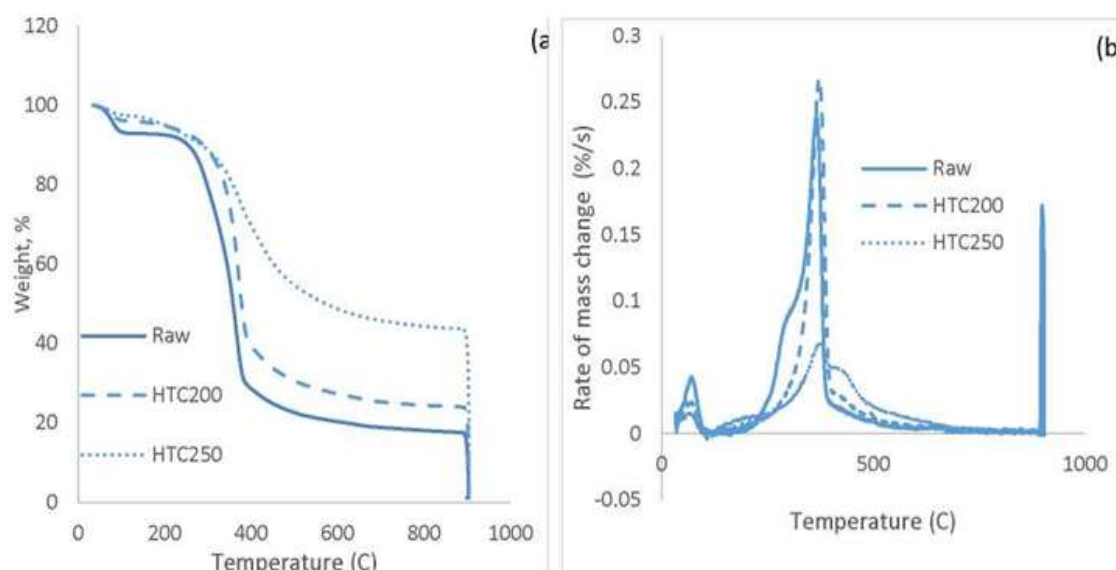 120
100
80
60
40
20
0
Weight, %
Raw
HTC200
HTC250
0 200 400 600 800 1000
Temperature (C)
(a
0.3
0.25
0.2
0.15
0.1
0.05
0
-0.05
Rate of mass change (%/s)
Raw
HTC200
HTC250
0 500 1000
Temperature (C)
(b